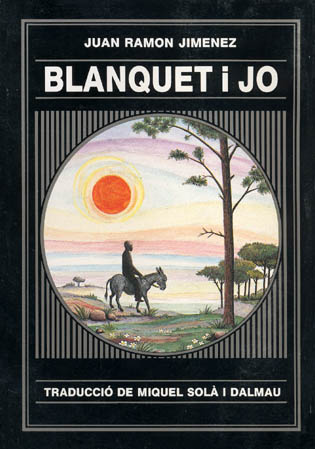 JUAN RAMON JIMENEZ
BLANQUET i JO
TRADUCCIÓ DE MIQUEL SOLÀ I DALMAU